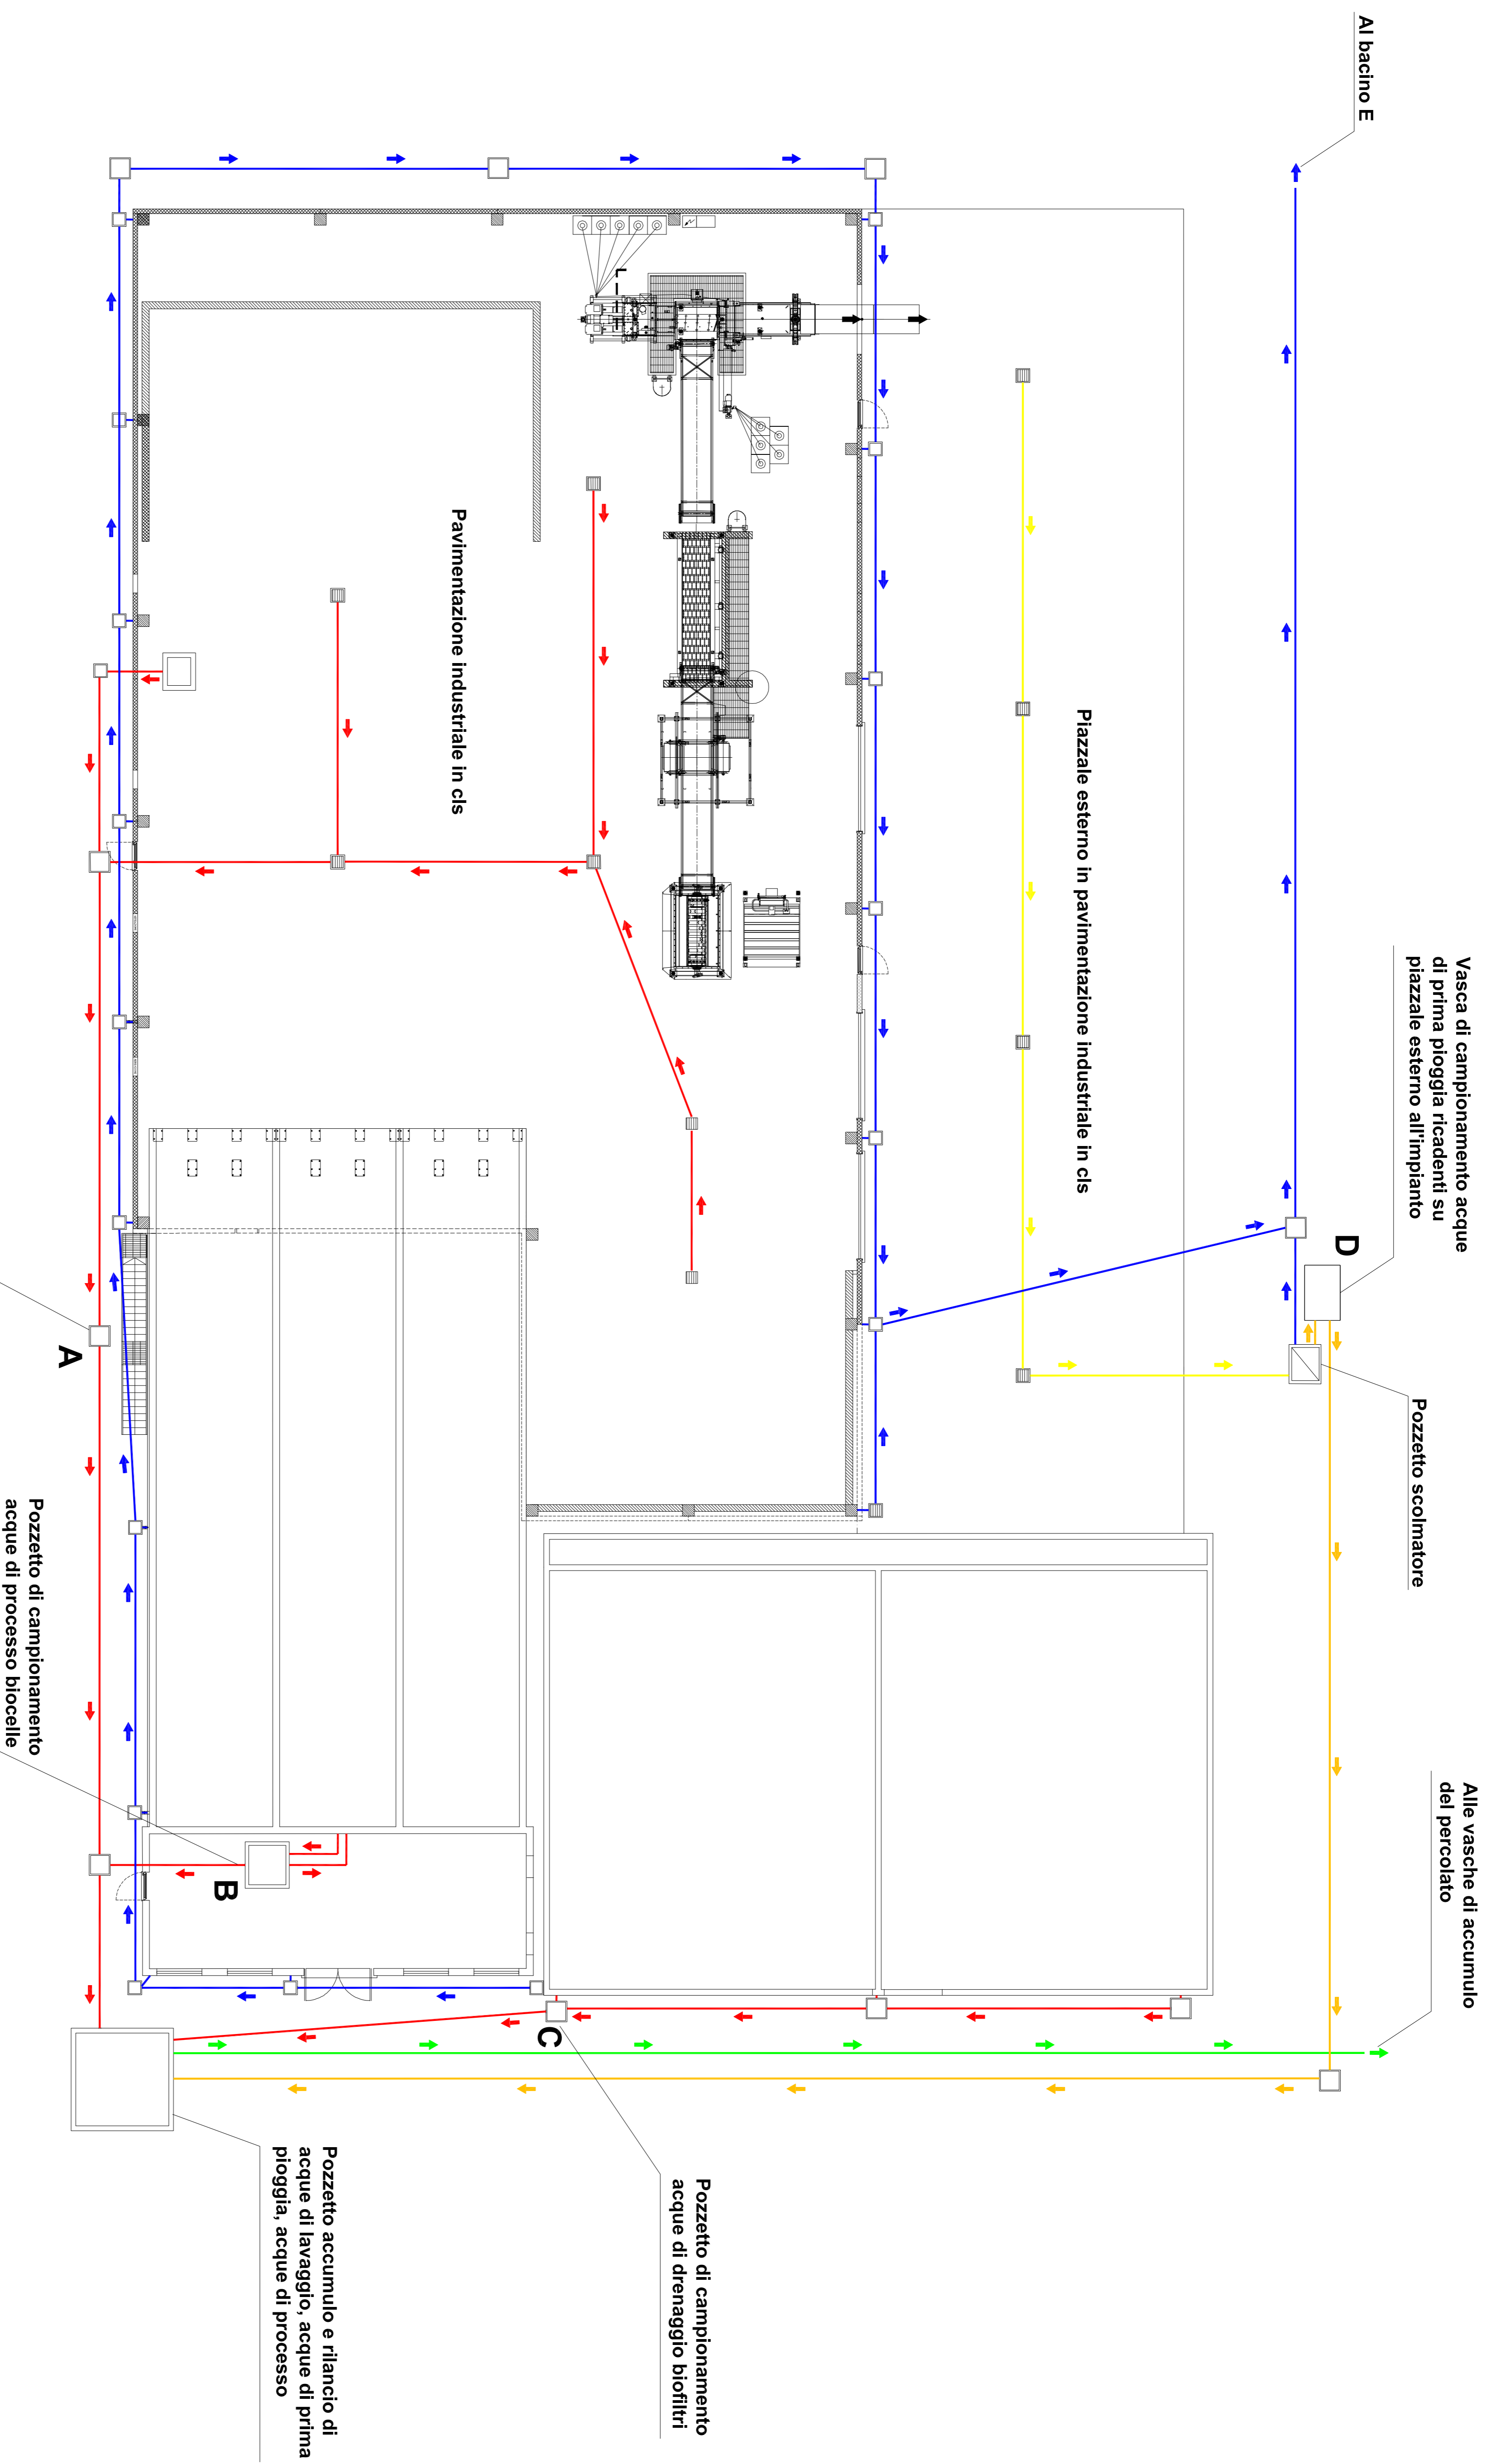 Al bacino E
Vasca di campionamento acque
di prima pioggia ricadenti su
piazzale esterno all'impianto
D
Pozzetto scolmatore
Alle vasche di accumulo
del percolato
Piazzale esterno in pavimentazione industriale in cls
Pavimentazione industriale in cls
A
Pozzetto di campionamento
acque di processo biocelle
B
C
Pozzetto di campionamento
acque di drenaggio biofiltri
Pozzetto accumulo e rilancio di
acque di lavaggio, acque di prima
pioggia, acque di processo